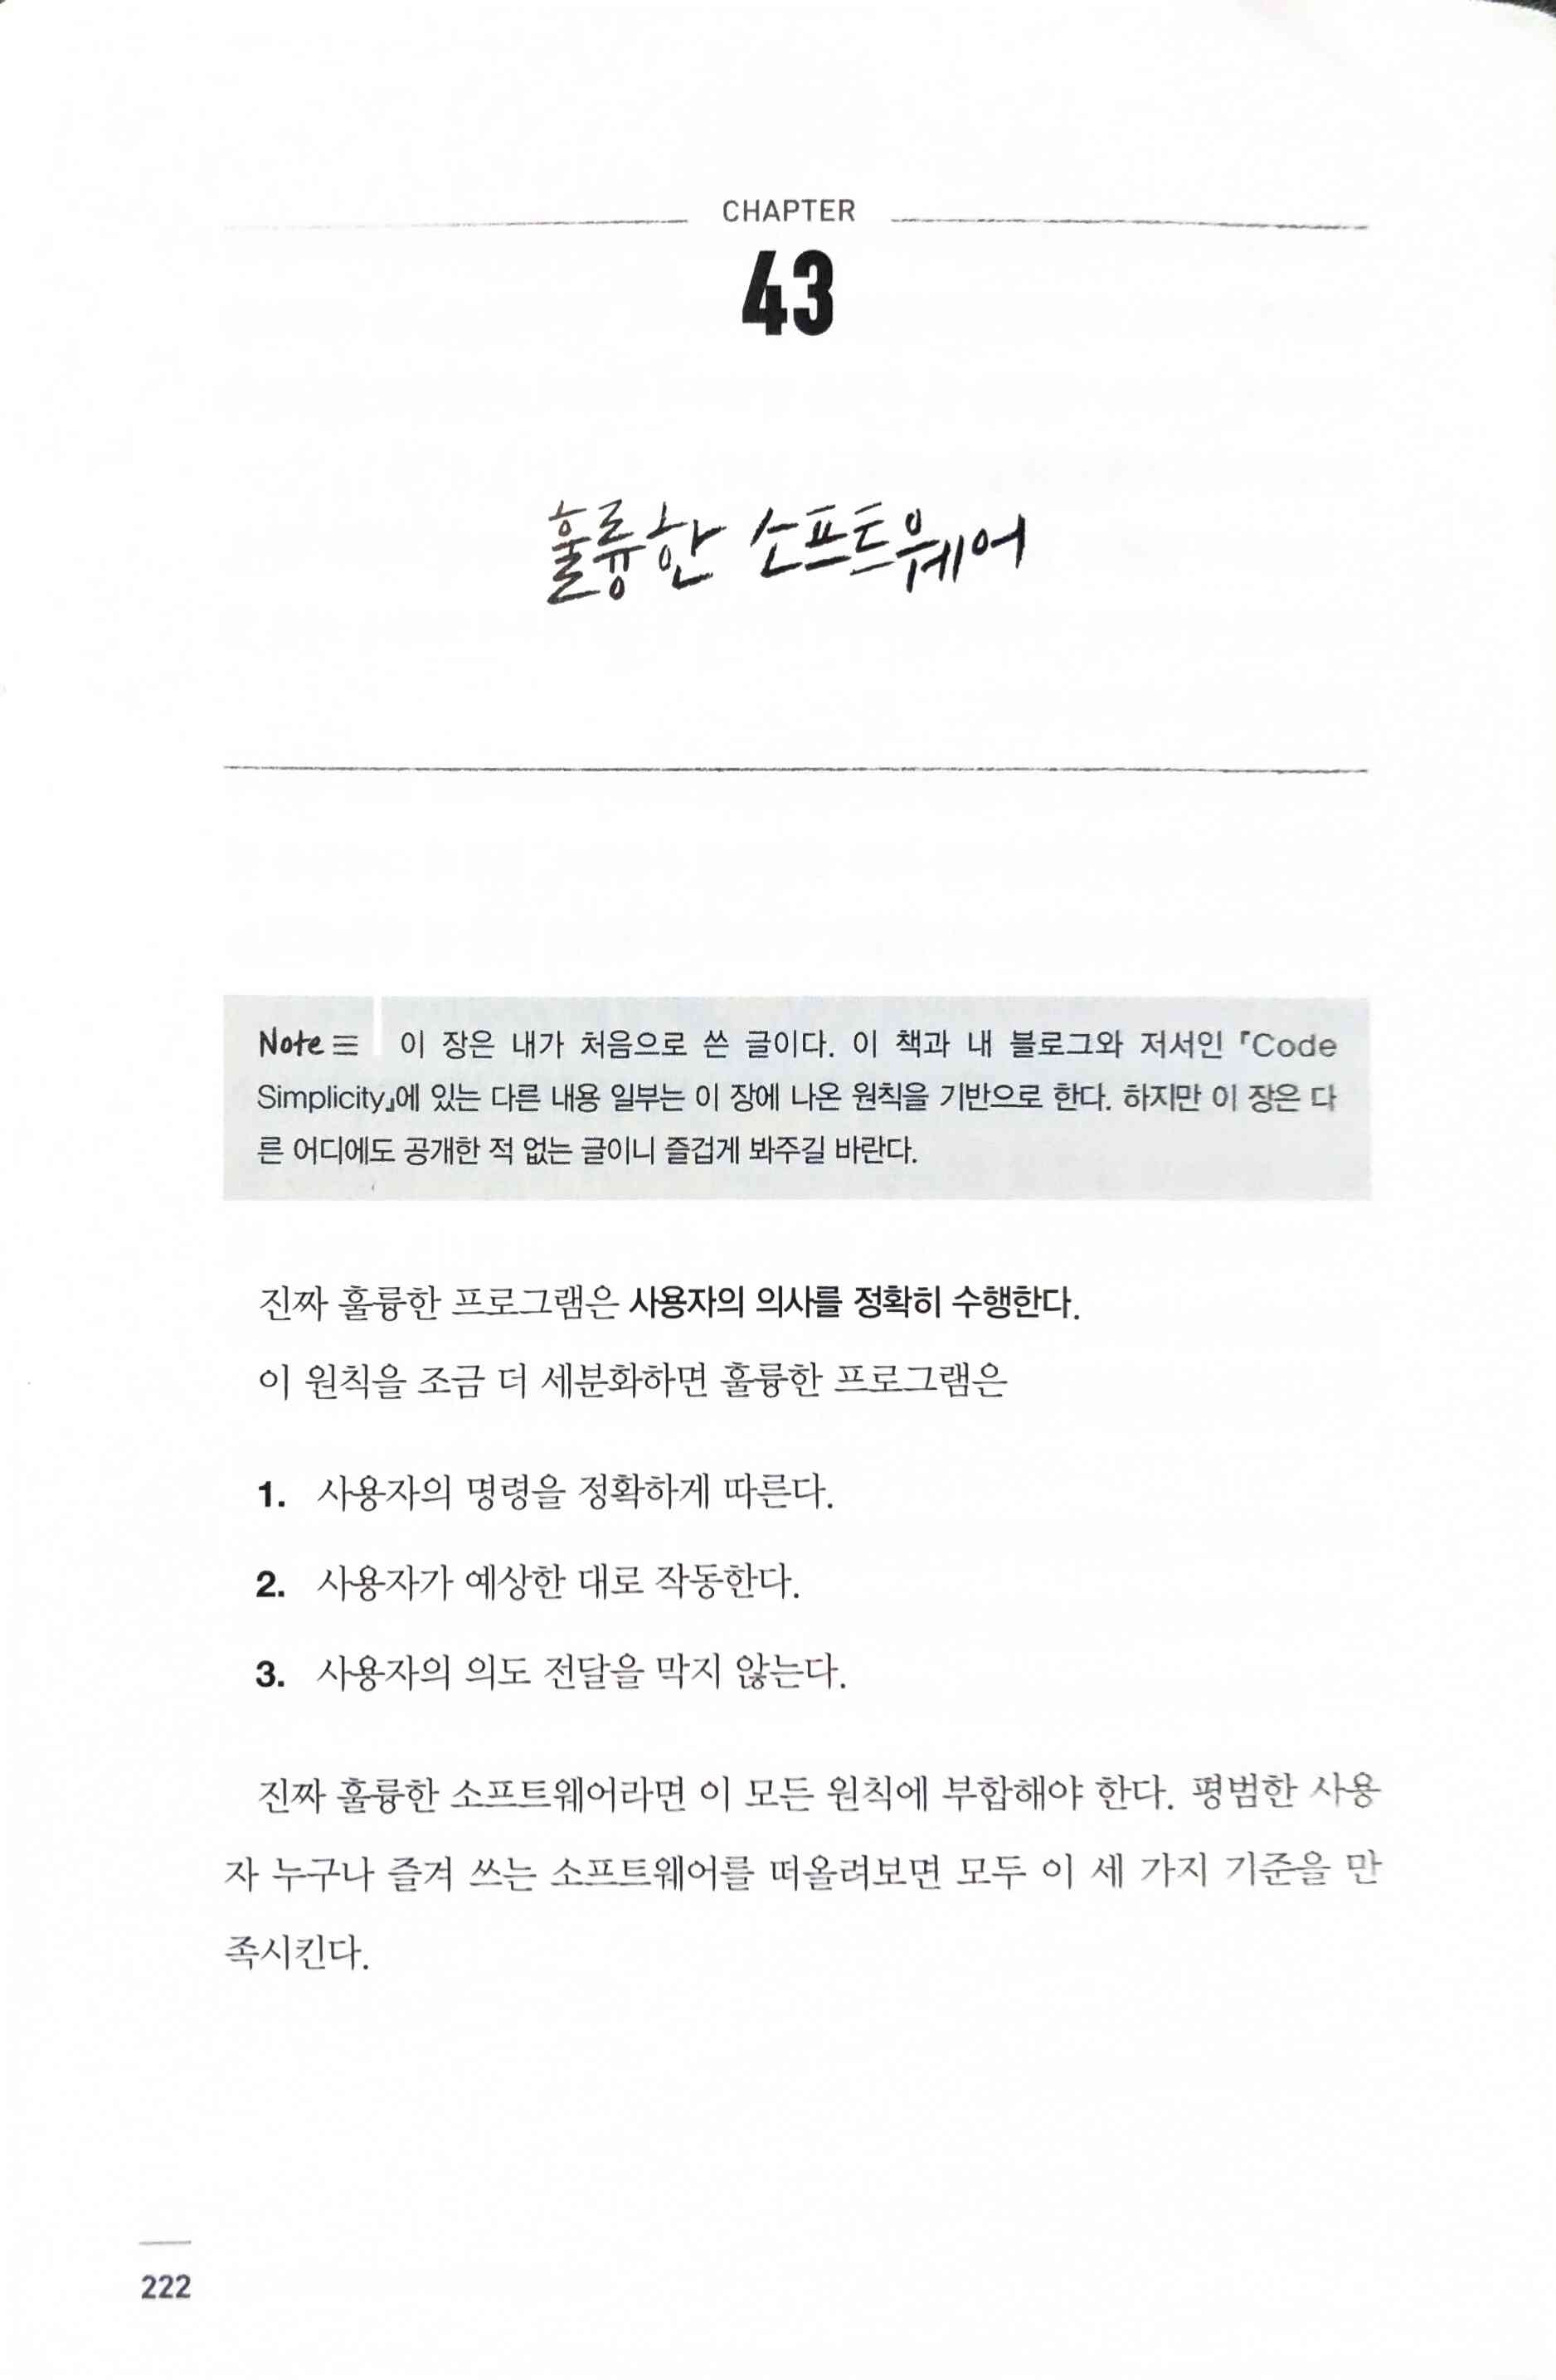 CHAPTER
43
훌륭한 소프트웨어
Note 이 장은 내가 처음으로 쓴 글이다. 이 책과 내 블로그와 저서인 『Code
Simplicity』에 있는 다른 내용 일부는 이 장에 나온 원칙을 기반으로 한다. 하지만 이 장은 다
른 어디에도 공개한 적 없는 글이니 즐겁게 봐주길 바란다.
진짜 훌륭한 프로그램은 사용자의 의사를 정확히 수행한다.
이 원칙을 조금 더 세분화하면 훌륭한 프로그램은
1. 사용자의 명령을 정확하게 따른다.
2. 사용자가 예상한 대로 작동한다.
3. 사용자의 의도 전달을 막지 않는다.
진짜 훌륭한 소프트웨어라면 이 모든 원칙에 부합해야 한다. 평범한 사용
자 누구나 즐겨 쓰는 소프트웨어를 떠올려보면 모두 이 세 가지 기준을 만
족시킨다.
222